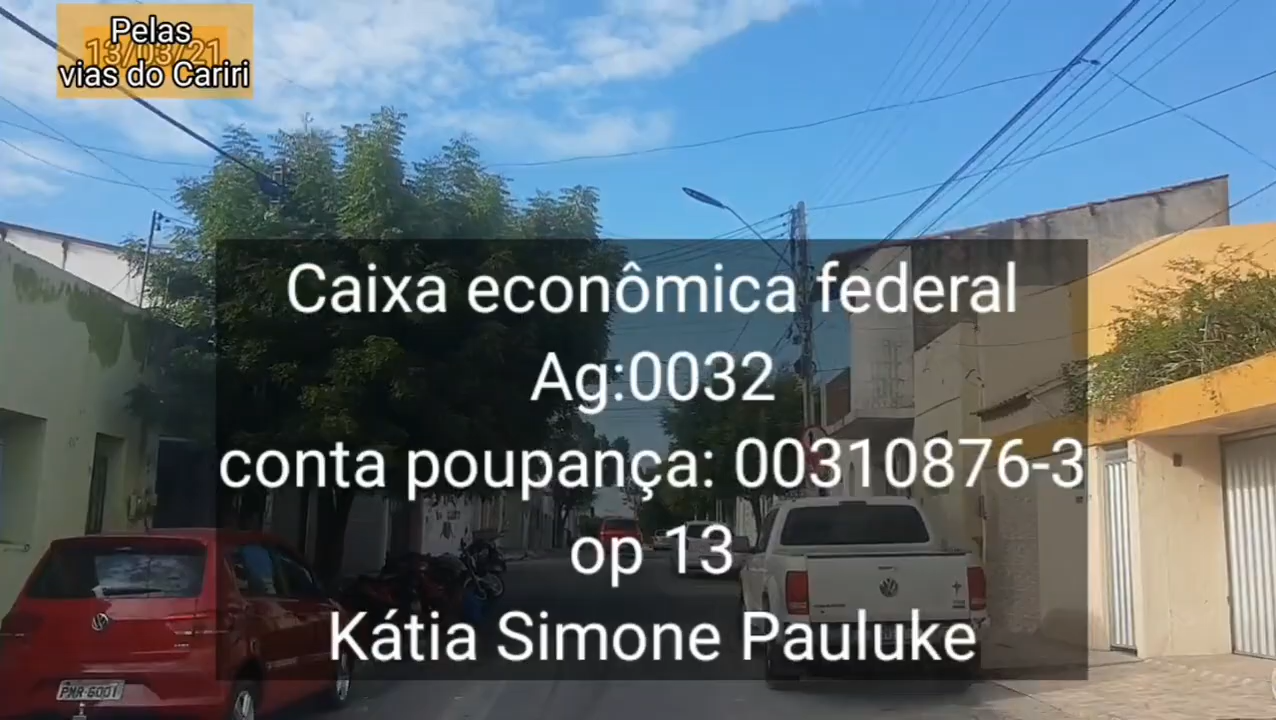 Pelas
13/03/21
vias do Cariri
Caixa econômica federal
Ag:0032
conta poupança: 00310876-3
op 13
Kátia Simone Pauluke